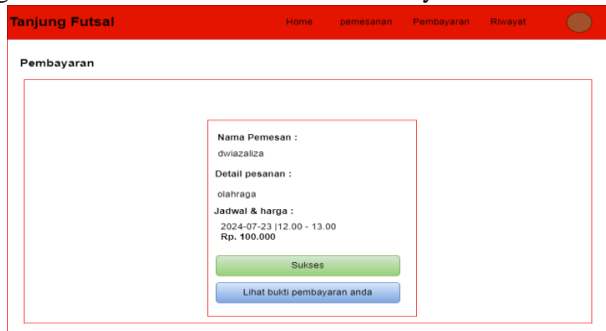 Tanjung Futsal
Home pemesanan Pembayaran Riwayat
Pembayaran
Nama Pemesan :
dwiazaliza
Detail pesanan :
olahraga
Jadwal & harga :
2024-07-23 |12.00 - 13.00
Rp. 100.000
Sukses
Lihat bukti pembayaran anda